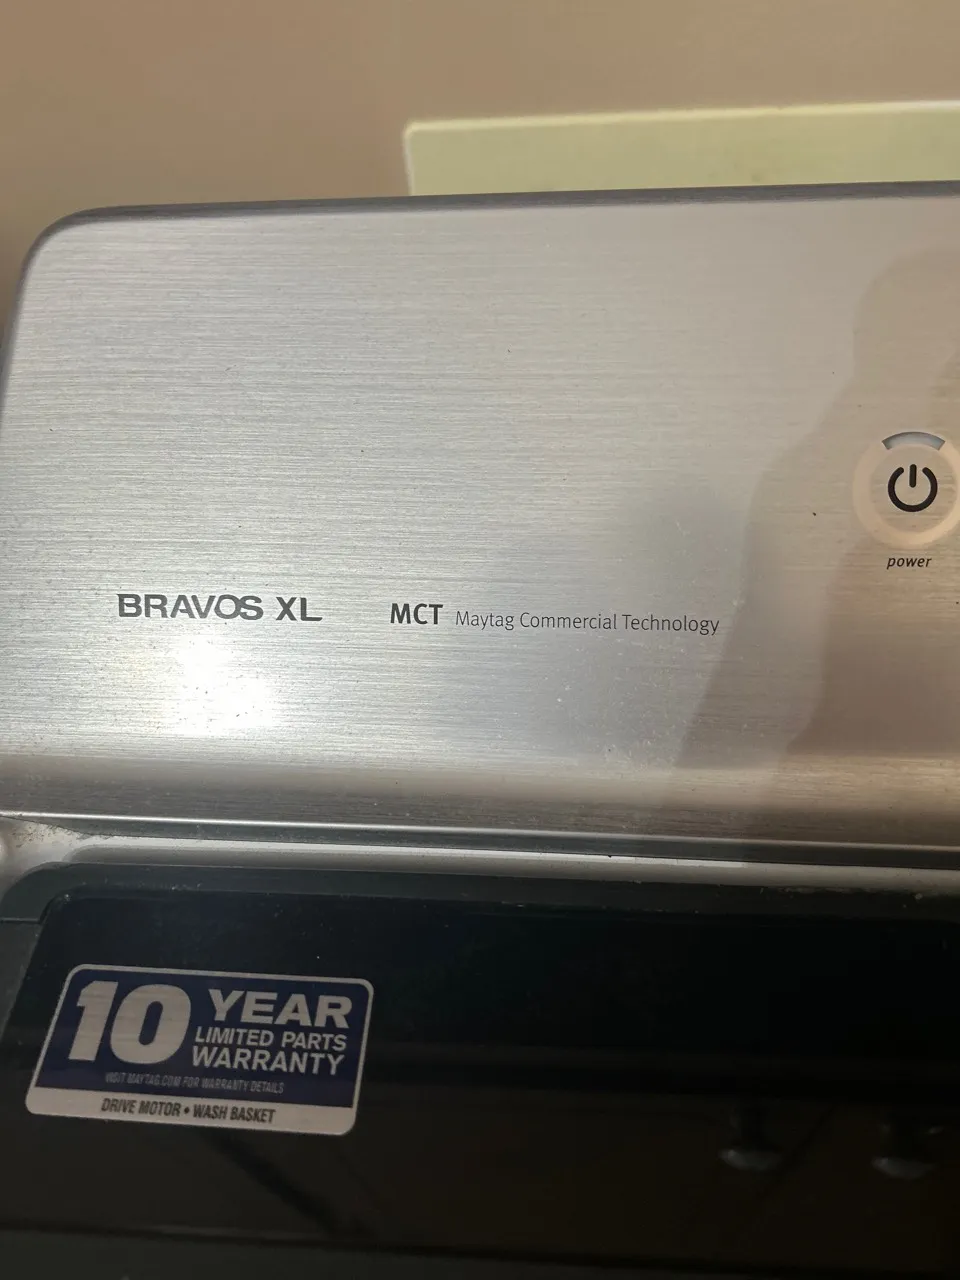 power
BRAVOS XL
MCT Maytag Commercial Technology
10 YEAR
LIMITED PARTS
WARRANTY
VISIT MAYTAG.COM FOR WARRANTY DETAILS
DRIVE MOTOR • WASH BASKET